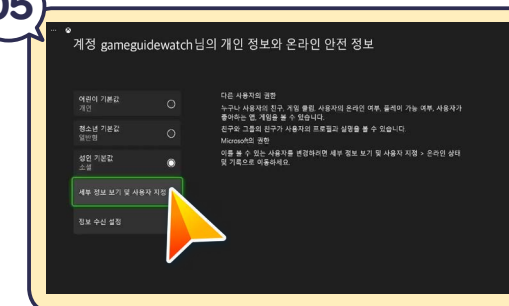 05
계정 gameguidewatch님의 개인 정보와 온라인 안전 정보
어린이 기본값
개인
청소년 기본값
일반형
성인 기본값
소셜
세부 정보 보기 및 사용자 지정
정보 수신 설정
다른 사용자의 권한
누구나 사용자의 친구, 게임 클립, 사용자의 온라인 여부, 플레이 가능 여부, 사용자가
좋아하는 앱, 게임을 볼 수 있습니다.
친구와 그들의 친구가 사용자의 프로필과 실명을 볼 수 있습니다.
Microsoft의 권한
이를 볼 수 있는 사용자를 변경하려면 세부 정보 보기 및 사용자 지정 > 온라인 상태
및 기록으로 이동하세요.